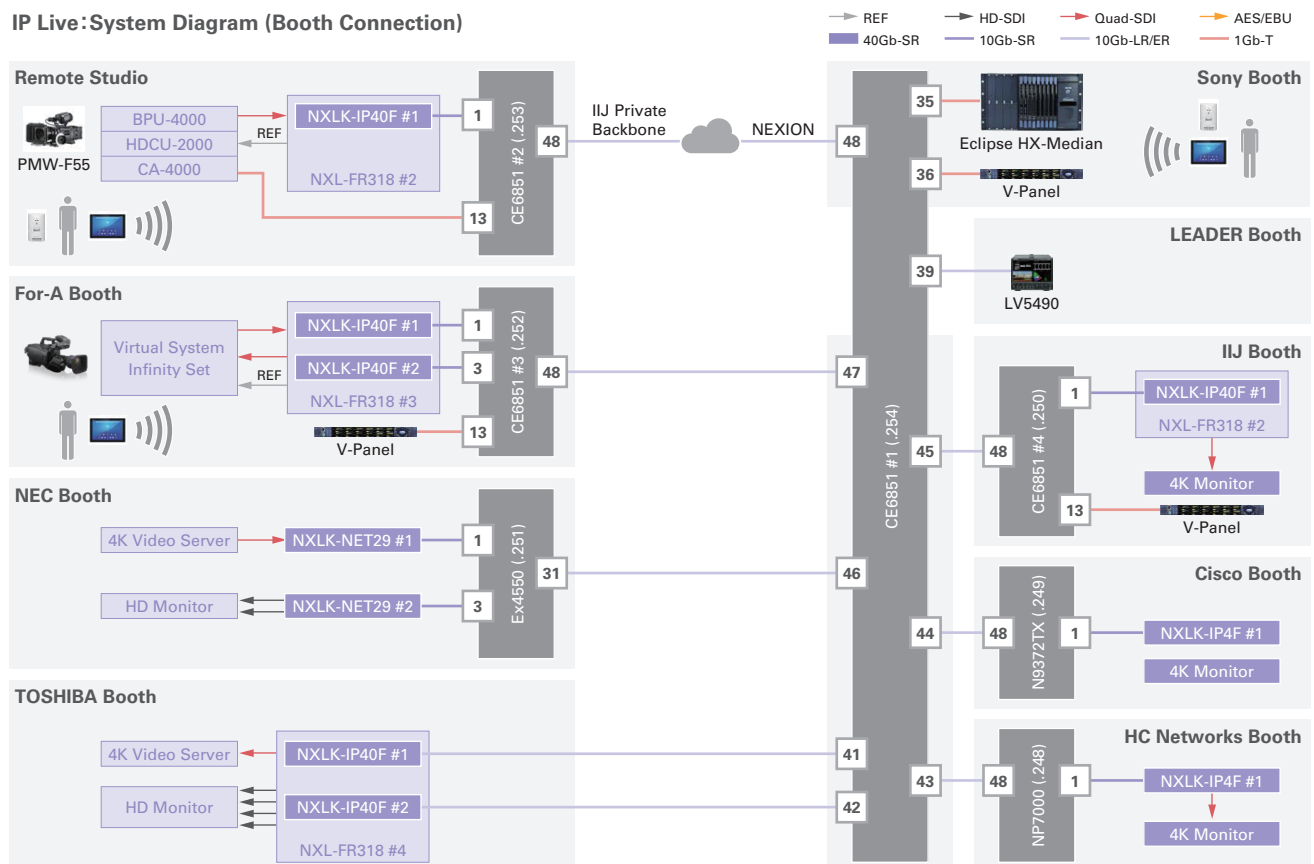 IP Live:System Diagram (Booth Connection)
REF
HD-SDI
Quad-SDI
AES/EBU
40Gb-SR
10Gb-SR
10Gb-LR/ER
1Gb-T
Remote Studio
PMW-F55
BPU-4000
HDCU-2000
CA-4000
REF
NXLK-IP40F #1
NXL-FR318 #2
1
13
CE6851 #2 (.253)
48
IIJ Private
Backbone
NEXION
For-A Booth
Virtual System
Infinity Set
REF
NXLK-IP40F #1
NXLK-IP40F #2
NXL-FR318 #3
V-Panel
1
3
13
CE6851 #3 (.252)
48
NEC Booth
4K Video Server
NXLK-NET29 #1
HD Monitor
NXLK-NET29 #2
1
3
Ex4550 (.251)
31
TOSHIBA Booth
4K Video Server
HD Monitor
NXLK-IP40F #1
NXLK-IP40F #2
NXL-FR318 #4
48
47
46
41
42
CE6851 #1 (.254)
35
36
39
45
44
43
Sony Booth
Eclipse HX-Median
V-Panel
LEADER Booth
LV5490
IIJ Booth
48
CE6851 #4 (.250)
1
13
NXLK-IP40F #1
NXL-FR318 #2
4K Monitor
V-Panel
Cisco Booth
48
N9372TX (.249)
1
NXLK-IP4F #1
4K Monitor
HC Networks Booth
48
NP7000 (.248)
1
NXLK-IP4F #1
4K Monitor